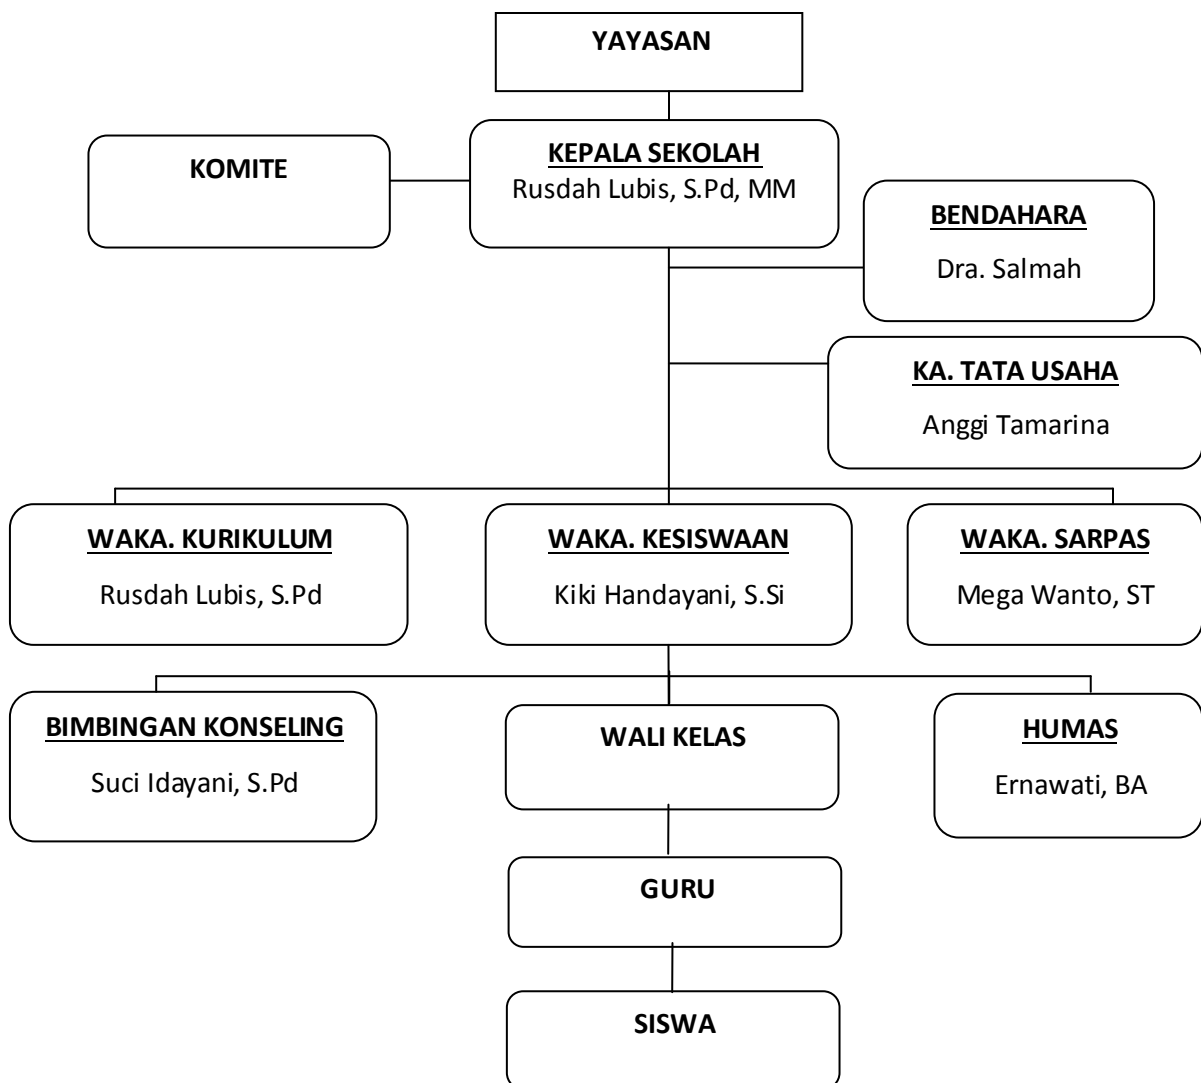 YAYASAN
KOMITE
KEPALA SEKOLAH
Rusdah Lubis, S.Pd, MM
BENDAHARA
Dra. Salmah
KA. TATA USAHA
Anggi Tamarina
WAKA. KURIKULUM
Rusdah Lubis, S.Pd
WAKA. KESISWAAN
Kiki Handayani, S.Si
WAKA. SARPAS
Mega Wanto, ST
BIMBINGAN KONSELING
Suci Idayani, S.Pd
WALI KELAS
HUMAS
Ernawati, BA
GURU
SISWA